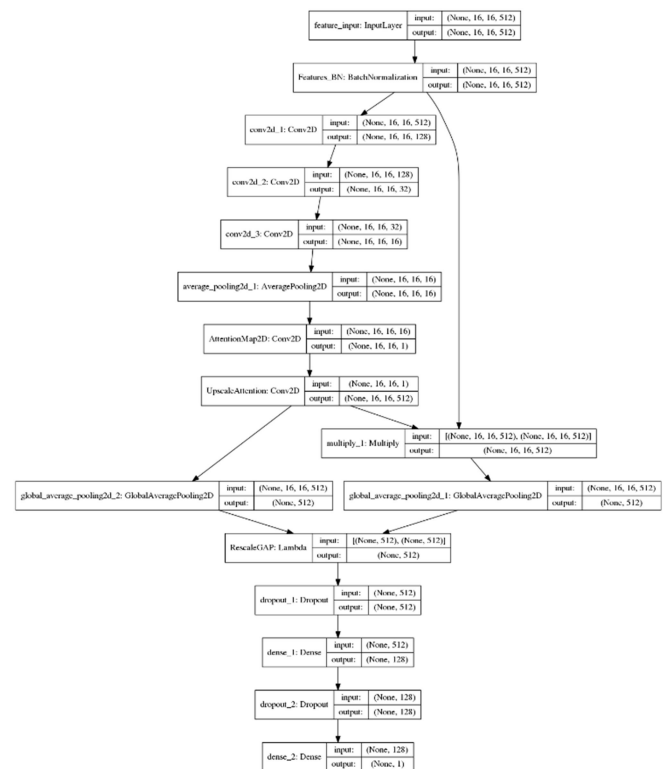 feature_input: InputLayer input: (None, 16, 16, 512)
output: (None, 16, 16, 512)
Features_BN: BatchNormalization input: (None, 16, 16, 512)
output: (None, 16, 16, 512)
conv2d_1: Conv2D input: (None, 16, 16, 512)
output: (None, 16, 16, 128)
conv2d_2: Conv2D input: (None, 16, 16, 128)
output: (None, 16, 16, 32)
conv2d_3: Conv2D input: (None, 16, 16, 32)
output: (None, 16, 16, 16)
average_pooling2d_1: AveragePooling2D input: (None, 16, 16, 16)
output: (None, 16, 16, 16)
AttentionMap2D: Conv2D input: (None, 16, 16, 16)
output: (None, 16, 16, 1)
UpscaleAttention: Conv2D input: (None, 16, 16, 1)
output: (None, 16, 16, 512)
multiply_1: Multiply input: [(None, 16, 16, 512), (None, 16, 16, 512)]
output: (None, 16, 16, 512)
global_average_pooling2d_2: GlobalAveragePooling2D input: (None, 16, 16, 512)
output: (None, 512)
global_average_pooling2d_1: GlobalAveragePooling2D input: (None, 16, 16, 512)
output: (None, 512)
RescaleGAP: Lambda input: [(None, 512), (None, 512)]
output: (None, 512)
dropout_1: Dropout input: (None, 512)
output: (None, 512)
dense_1: Dense input: (None, 512)
output: (None, 128)
dropout_2: Dropout input: (None, 128)
output: (None, 128)
dense_2: Dense input: (None, 128)
output: (None, 1)